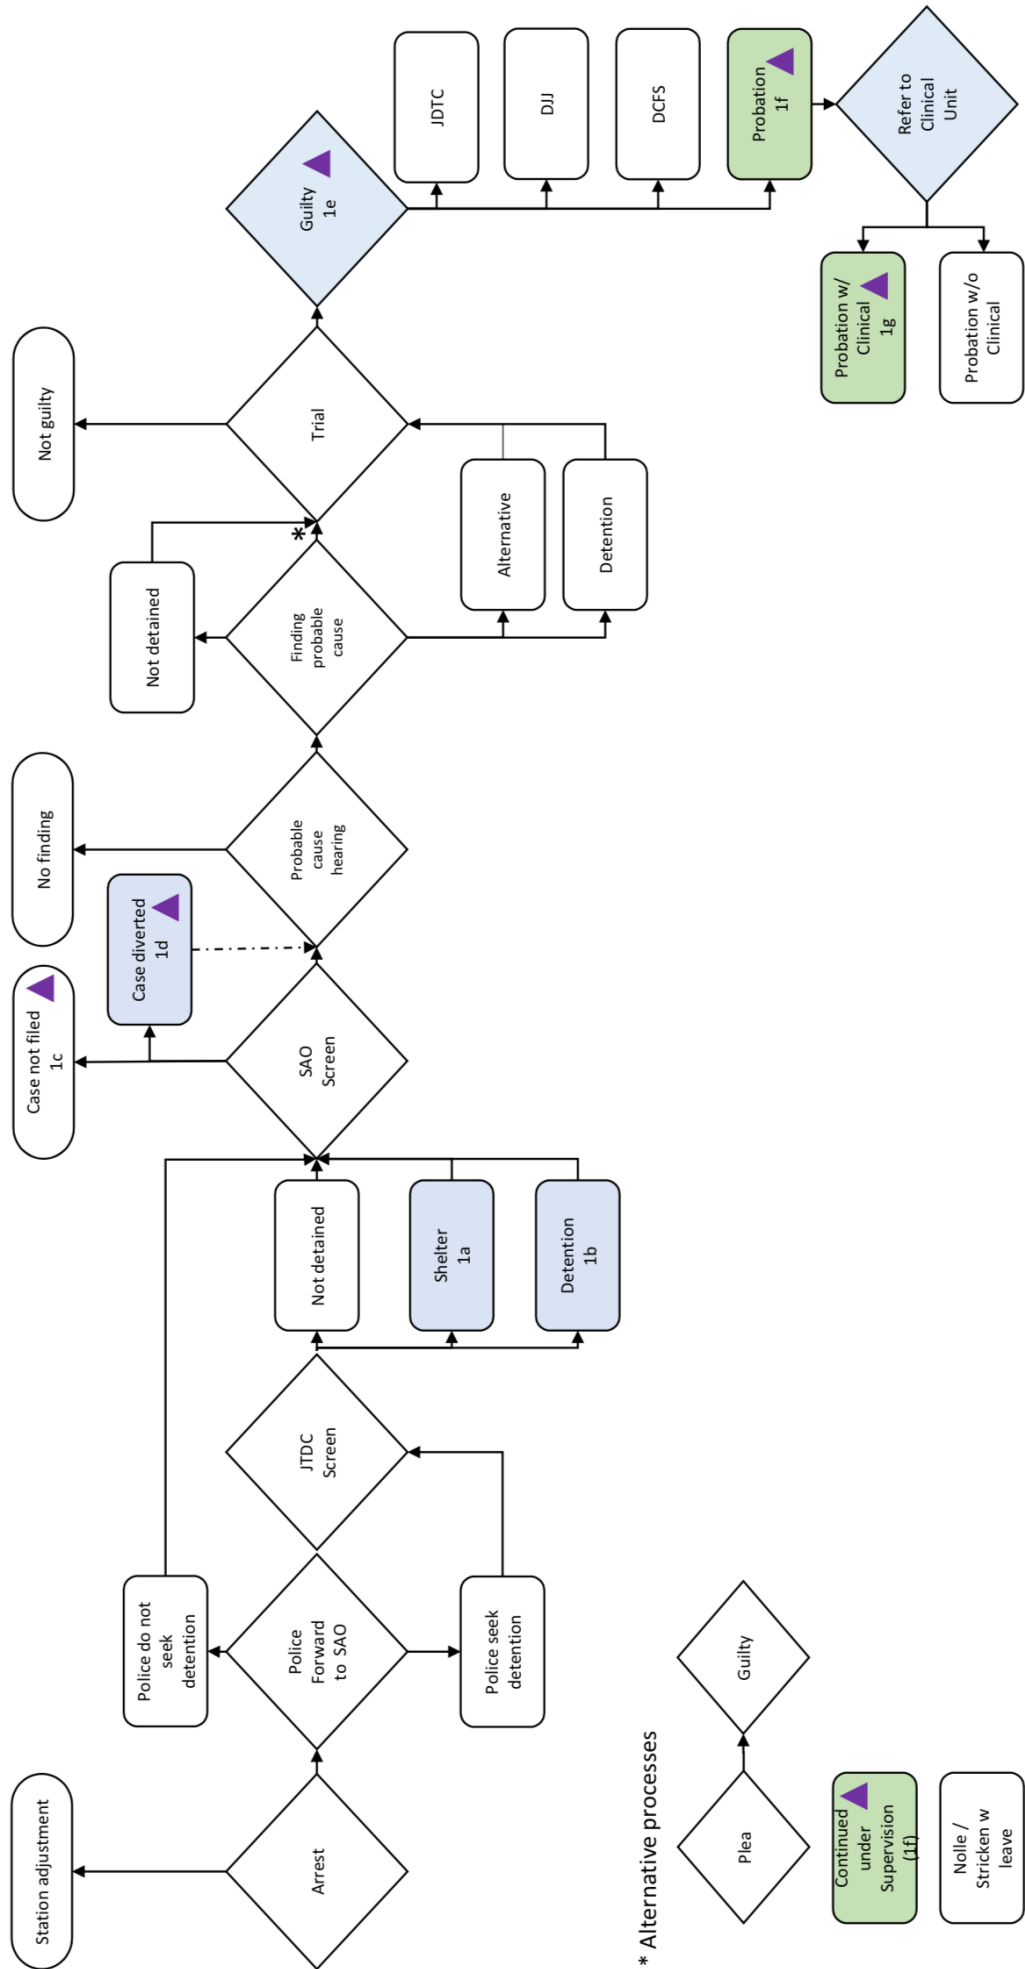 Station adjustment
Arrest
Police do not
seek
detention
Police
Forward
to SAO
Police seek
detention
JTDC
Screen
Not detained
Shelter
1a
Detention
1b
Case not filed
1c
Case diverted
1d
SAO
Screen
No finding
Probable
cause
hearing
Not detained
Finding
probable
cause
*
Alternative
Detention
Not guilty
Trial
Guilty
1e
JDTC
DJJ
DCFS
Probation
1f
Refer to
Clinical
Unit
Probation w/
Clinical
1g
Probation w/o
Clinical
* Alternative processes
Plea
Guilty
Continued
under
Supervision
(1f)
Nolle /
Stricken w
leave